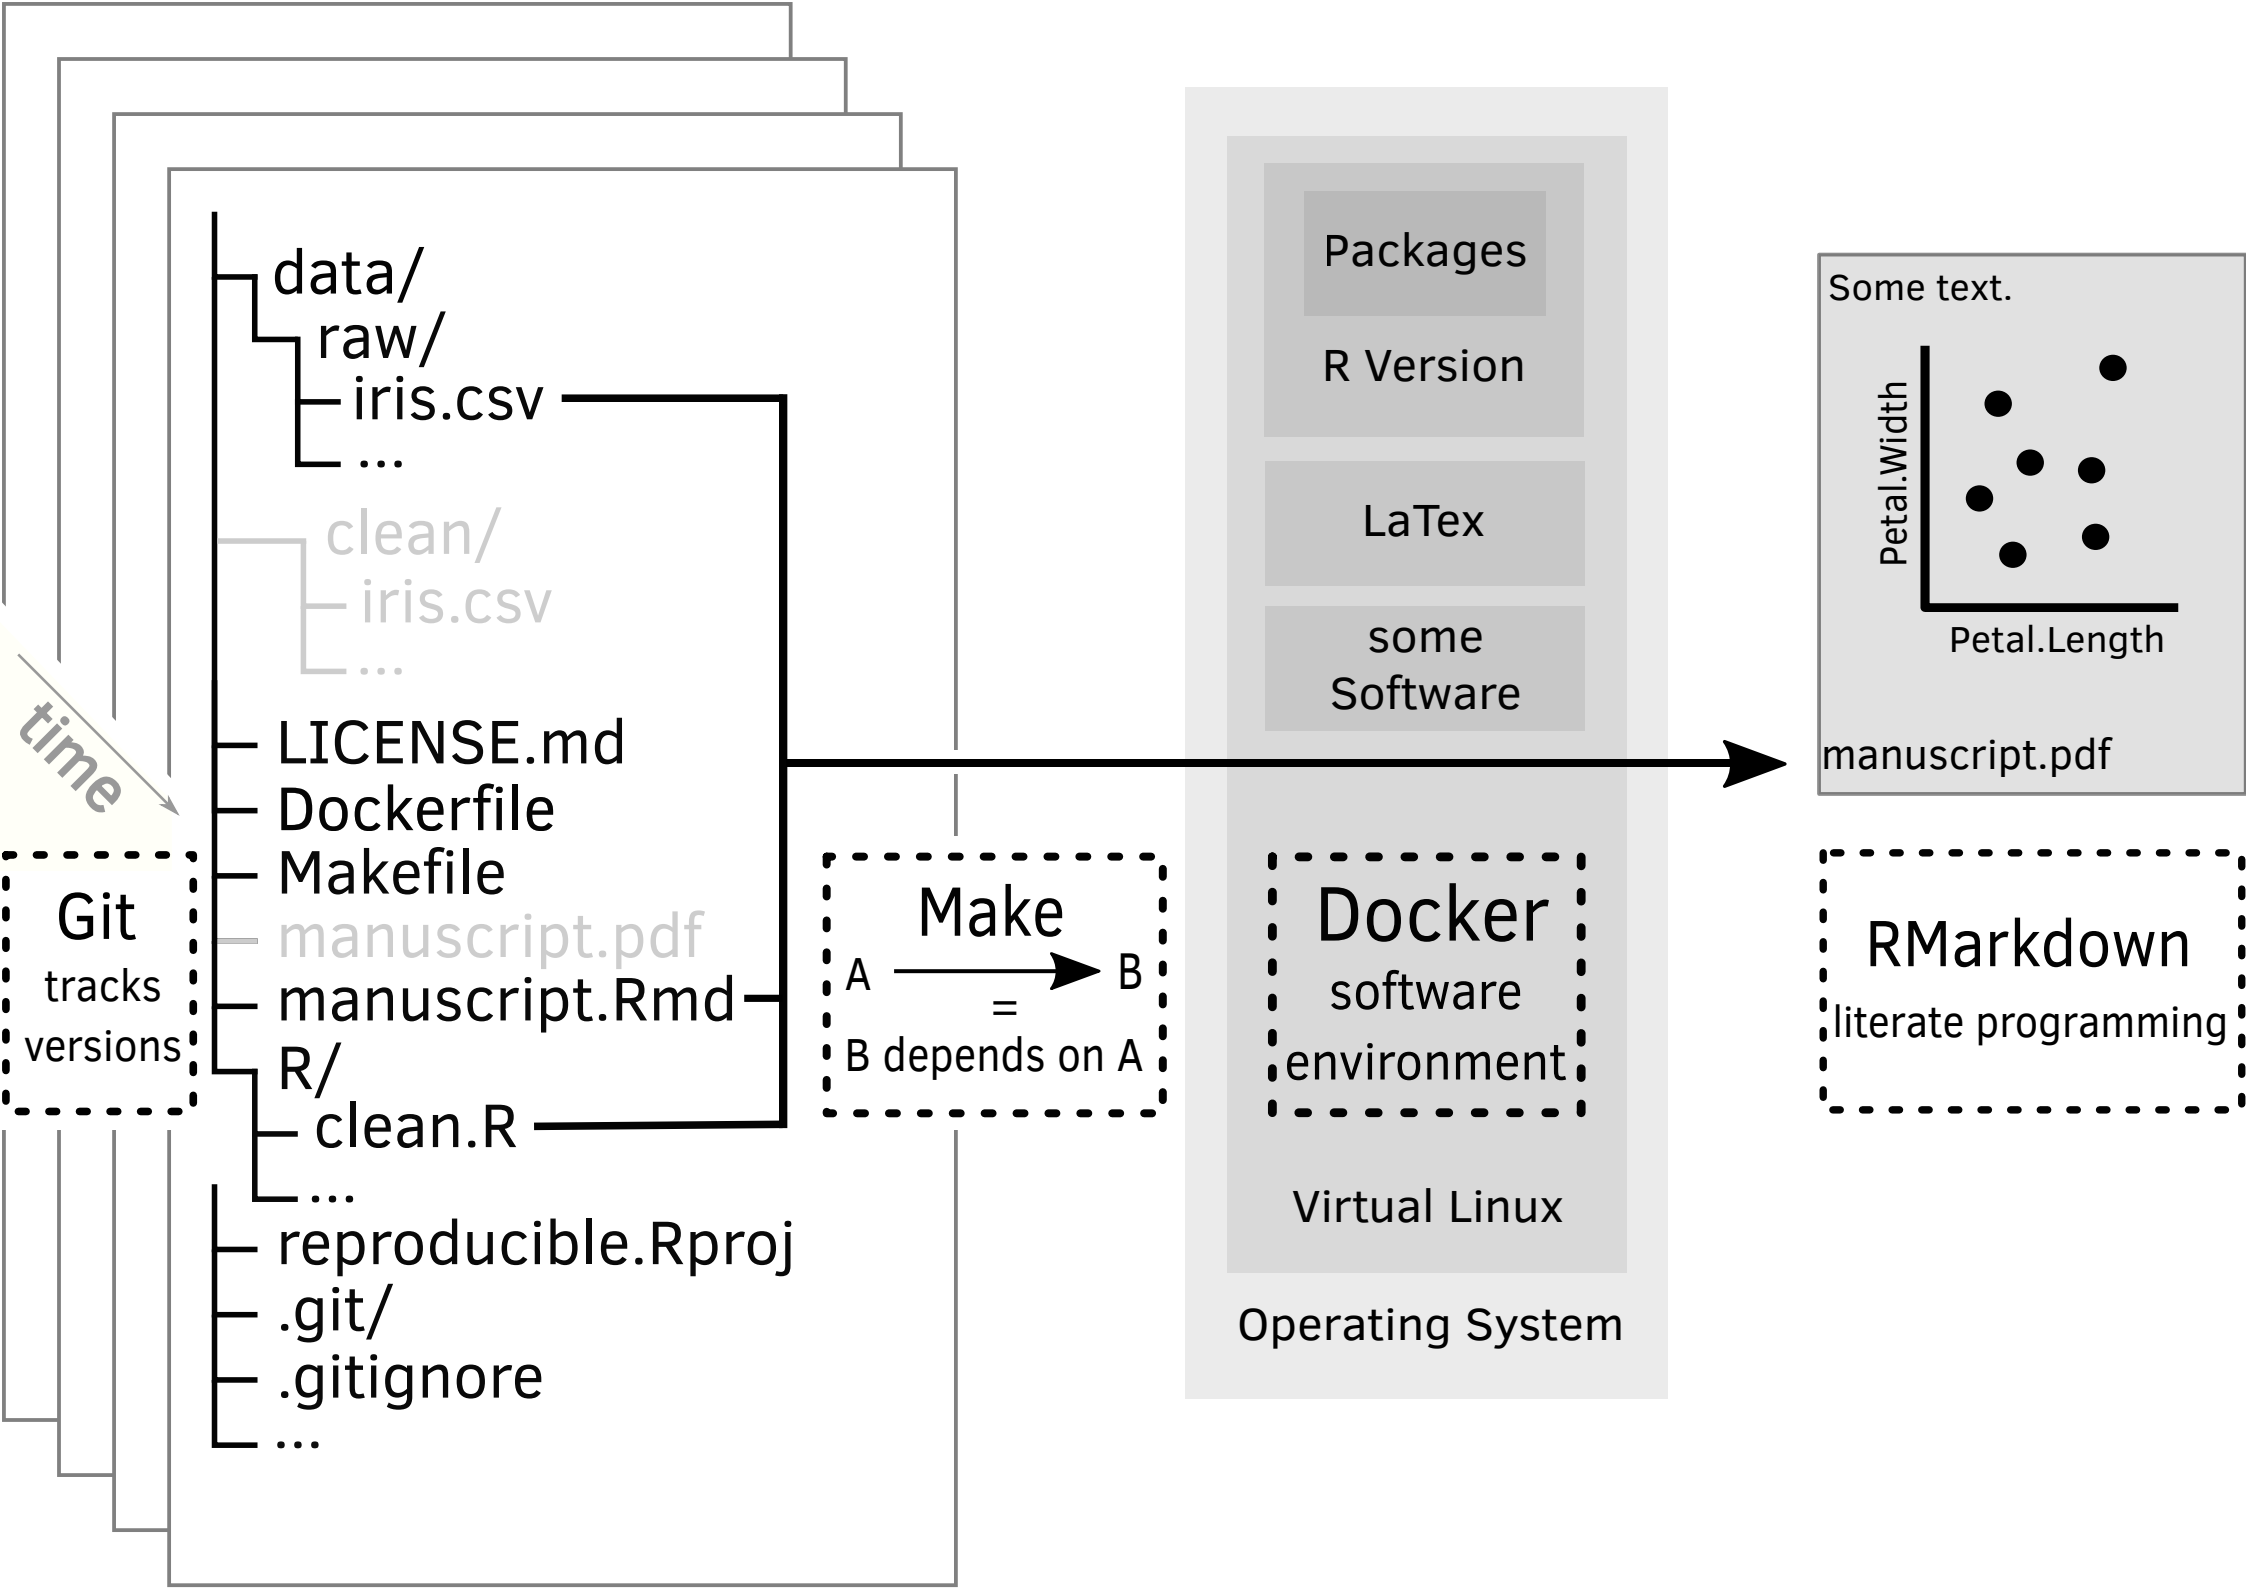 data/
raw/
iris.csv
...
clean/
iris.csv
...
LICENSE.md
Dockerfile
Makefile
manuscript.pdf
manuscript.Rmd
R/
clean.R
...
reproducible.Rproj
.git/
.gitignore
...
time
Git
tracks
versions
Make
A B
=
B depends on A
Packages
R Version
LaTex
some
Software
Docker
software
environment
Virtual Linux
Operating System
Some text.
Petal.Width
Petal.Length
manuscript.pdf
RMarkdown
literate programming